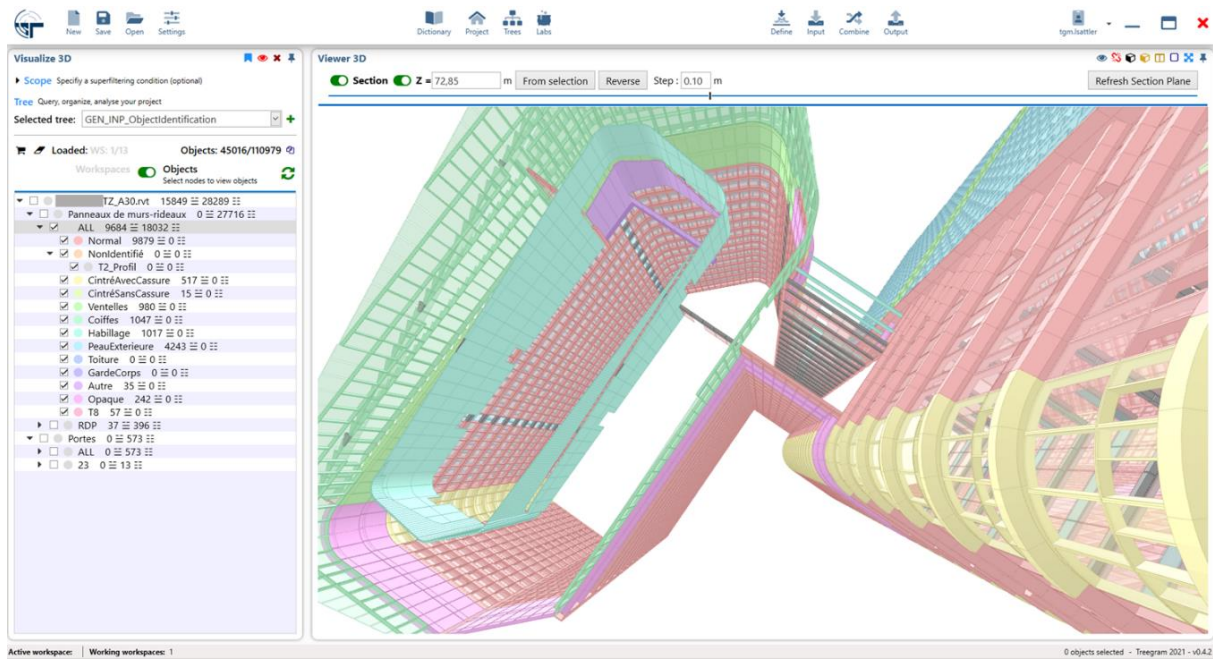 New Save Open Settings Dictionary Project Trees Labs Define Input Combine Output tgm.lsattler
Visualize 3D
Scope Specify a superfiltering condition (optional)
Tree Query, organize, analyse your project
Selected tree: GEN_INP_ObjectIdentification
Loaded: WS: 1/13 Objects: 45016/110979
Workspaces Objects
Select nodes to view objects
TZ_A30.rvt 15849 28289
Panneaux de murs-rideaux 0 27716
ALL 9684 18032
Normal 9879 0
NonIdentifié 0 0
T2_Profil 0 0
CintréAvecCassure 517 0
CintréSansCassure 15 0
Ventelles 980 0
Coiffes 1047 0
Habillage 1017 0
PeauExterieure 4243 0
Toiture 0 0
GardeCorps 0 0
Autre 35 0
Opaque 242 0
T8 57 0
RDP 37 396
Portes 0 573
ALL 0 573
23 0 13
Viewer 3D
Section Z = 72,85 m From selection Reverse Step : 0.10 m Refresh Section Plane
Active workspace: Working workspaces: 1 0 objects selected - Treegram 2021 - v0.4.2